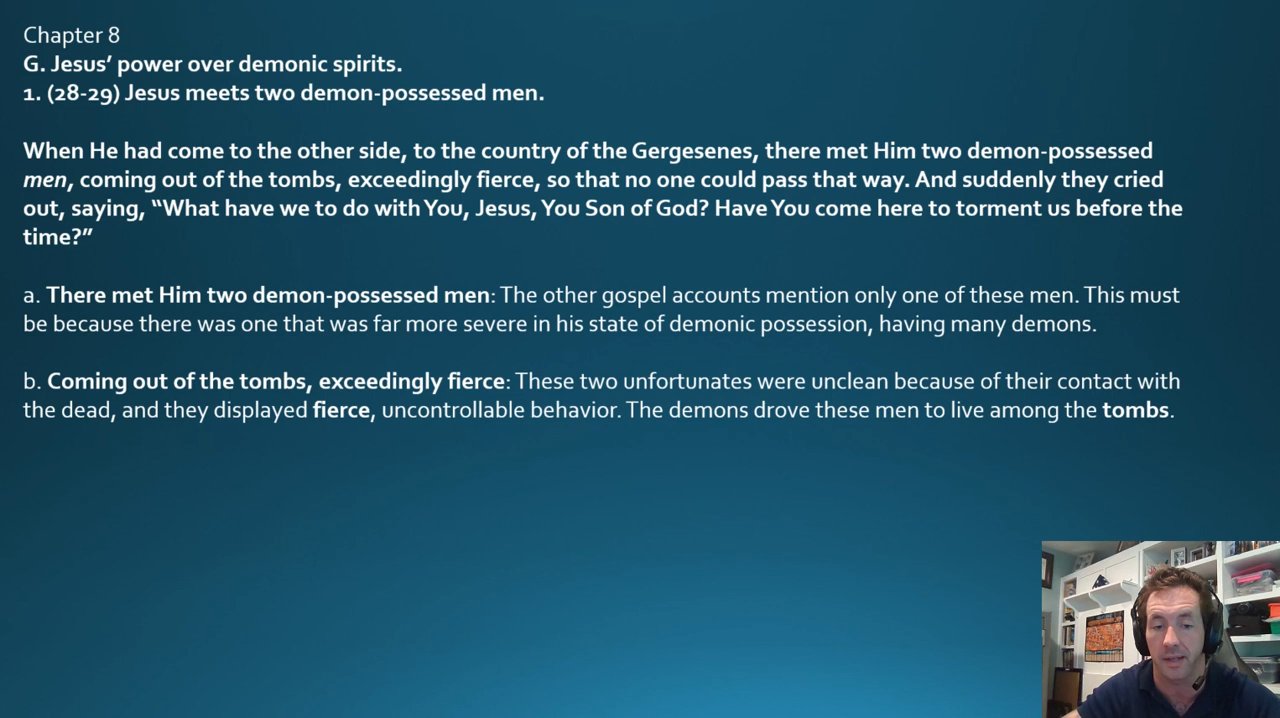 Chapter 8
G. Jesus’ power over demonic spirits.
1. (28-29) Jesus meets two demon-possessed men.
When He had come to the other side, to the country of the Gergesenes, there met Him two demon-possessed
men, coming out of the tombs, exceedingly fierce, so that no one could pass that way. And suddenly they cried
out, saying, “What have we to do with You, Jesus, You Son of God? Have You come here to torment us before the
time?”
a. There met Him two demon-possessed men: The other gospel accounts mention only one of these men. This must
be because there was one that was far more severe in his state of demonic possession, having many demons.
b. Coming out of the tombs, exceedingly fierce: These two unfortunates were unclean because of their contact with
the dead, and they displayed fierce, uncontrollable behavior. The demons drove these men to live among the tombs.